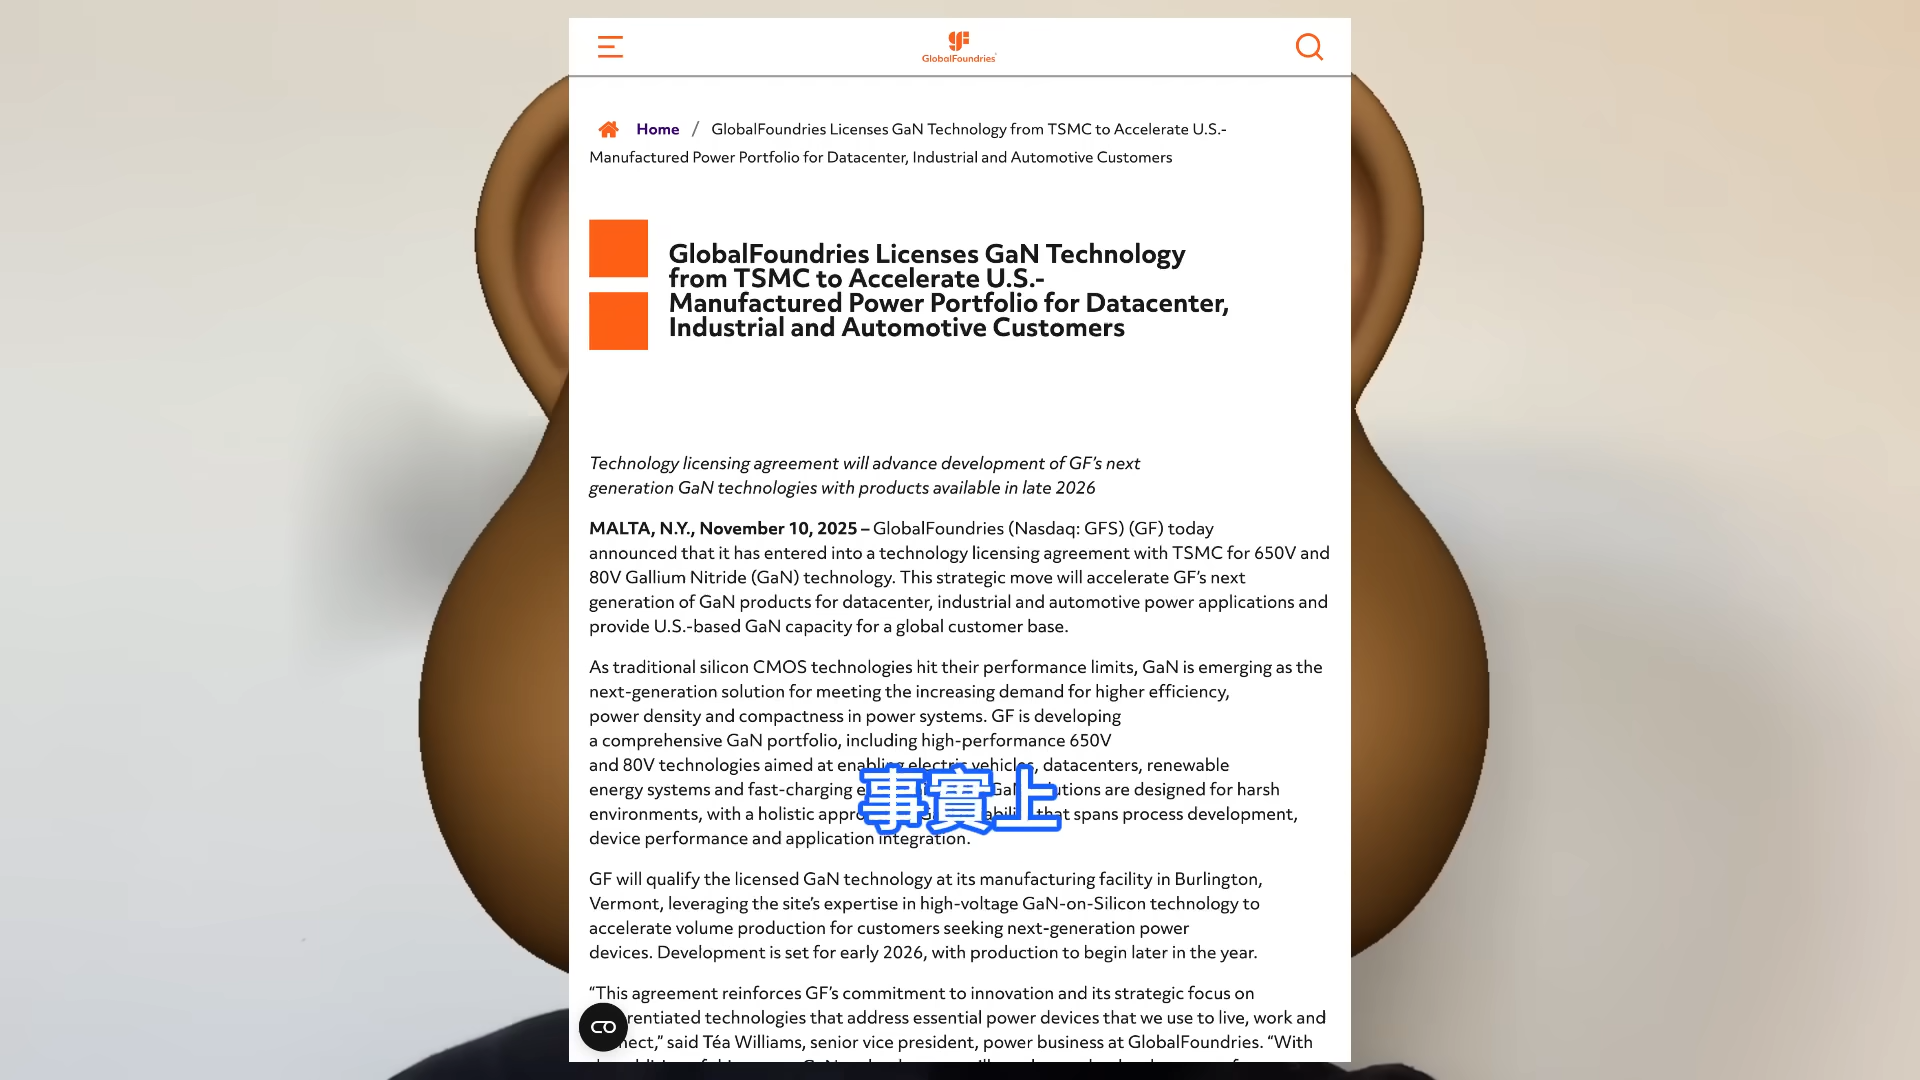 GlobalFoundries
Home / GlobalFoundries Licenses GaN Technology from TSMC to Accelerate U.S.-
Manufactured Power Portfolio for Datacenter, Industrial and Automotive Customers
GlobalFoundries Licenses GaN Technology
from TSMC to Accelerate U.S.-
Manufactured Power Portfolio for Datacenter,
Industrial and Automotive Customers
Technology licensing agreement will advance development of GF's next
generation GaN technologies with products available in late 2026
MALTA, N.Y., November 10, 2025 – GlobalFoundries (Nasdaq: GFS) (GF) today
announced that it has entered into a technology licensing agreement with TSMC for 650V and
80V Gallium Nitride (GaN) technology. This strategic move will accelerate GF's next
generation of GaN products for datacenter, industrial and automotive power applications and
provide U.S.-based GaN capacity for a global customer base.
As traditional silicon CMOS technologies hit their performance limits, GaN is emerging as the
next-generation solution for meeting the increasing demand for higher efficiency,
power density and compactness in power systems. GF is developing
a comprehensive GaN portfolio, including high-performance 650V
and 80V technologies aimed at enabling electric vehicles, datacenters, renewable
energy systems and fast-charging are designed for harsh
environments, with a holistic that spans process development,
device performance and application integration.
事實上
GF will qualify the licensed GaN technology at its manufacturing facility in Burlington,
Vermont, leveraging the site's expertise in high-voltage GaN-on-Silicon technology to
accelerate volume production for customers seeking next-generation power
devices. Development is set for early 2026, with production to begin later in the year.
“This agreement reinforces GF's commitment to innovation and its strategic focus on
technologies that address essential power devices that we use to live, work and
said Téa Williams, senior vice president, power business at GlobalFoundries. “With